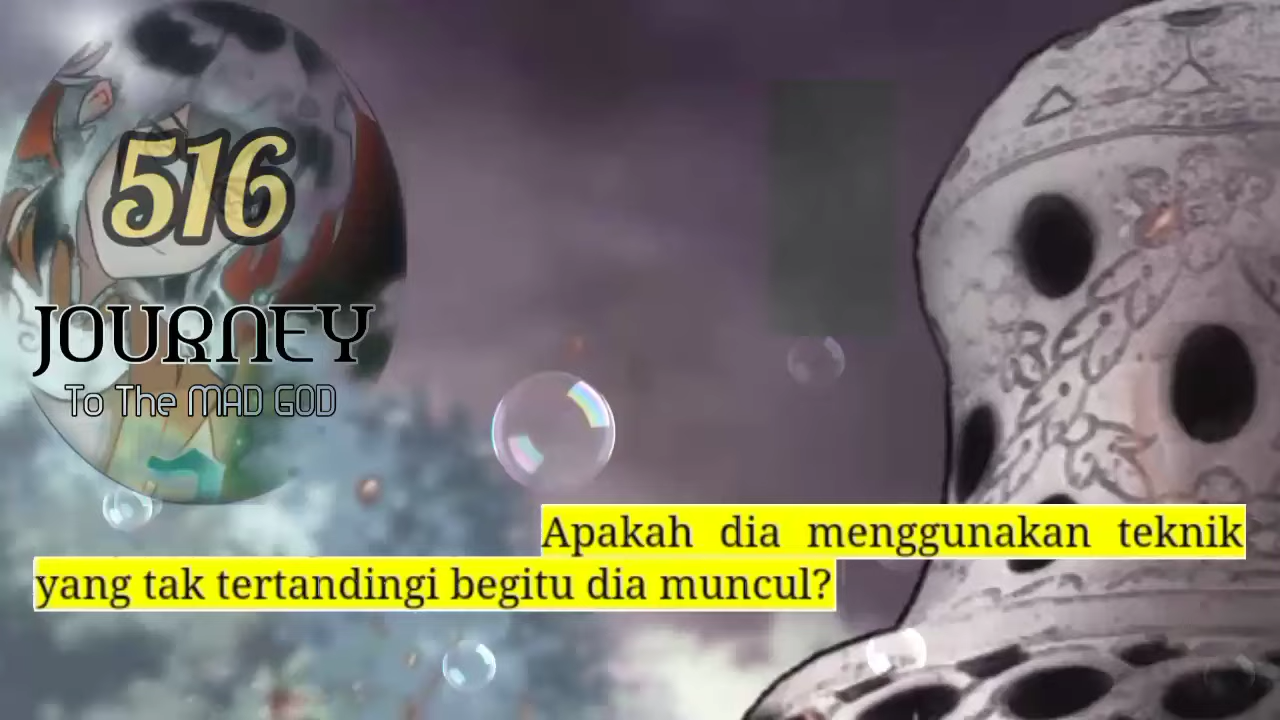 516
JOURNEY
To The MAD GOD
Apakah dia menggunakan teknik
yang tak tertandingi begitu dia muncul?